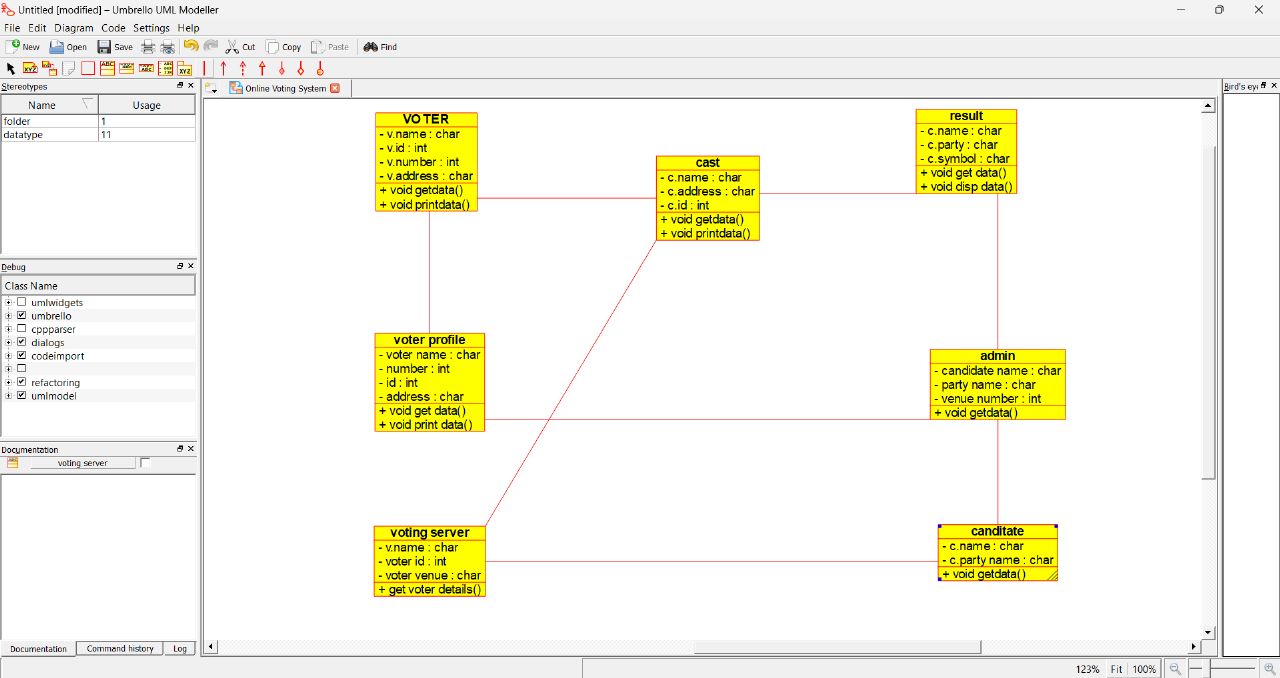 Untitled [modified] – Umbrello UML Modeller
File Edit Diagram Code Settings Help
New Open Save Cut Copy Paste Find
Stereotypes
Name Usage
folder 1
datatype 11
Debug
Class Name
umlwidgets
umbrello
cppparser
dialogs
codeimport
refactoring
umlmodel
Documentation
voting server
Documentation Command history Log
Online Voting System
Bird's eye
VOTER
- v.name : char
- v.id : int
- v.number : int
- v.address : char
+ void getdata()
+ void printdata()
cast
- c.name : char
- c.address : char
- c.id : int
+ void getdata()
+ void printdata()
result
- c.name : char
- c.party : char
- c.symbol : char
+ void get data()
+ void disp data()
voter profile
- voter name : char
- number : int
- id : int
- address : char
+ void get data()
+ void print data()
admin
- candidate name : char
- party name : char
- venue number : int
+ void getdata()
voting server
- v.name : char
- voter id : int
- voter venue : char
+ get voter details()
canditate
- c.name : char
- c.party name : char
+ void getdata()
123% Fit 100%